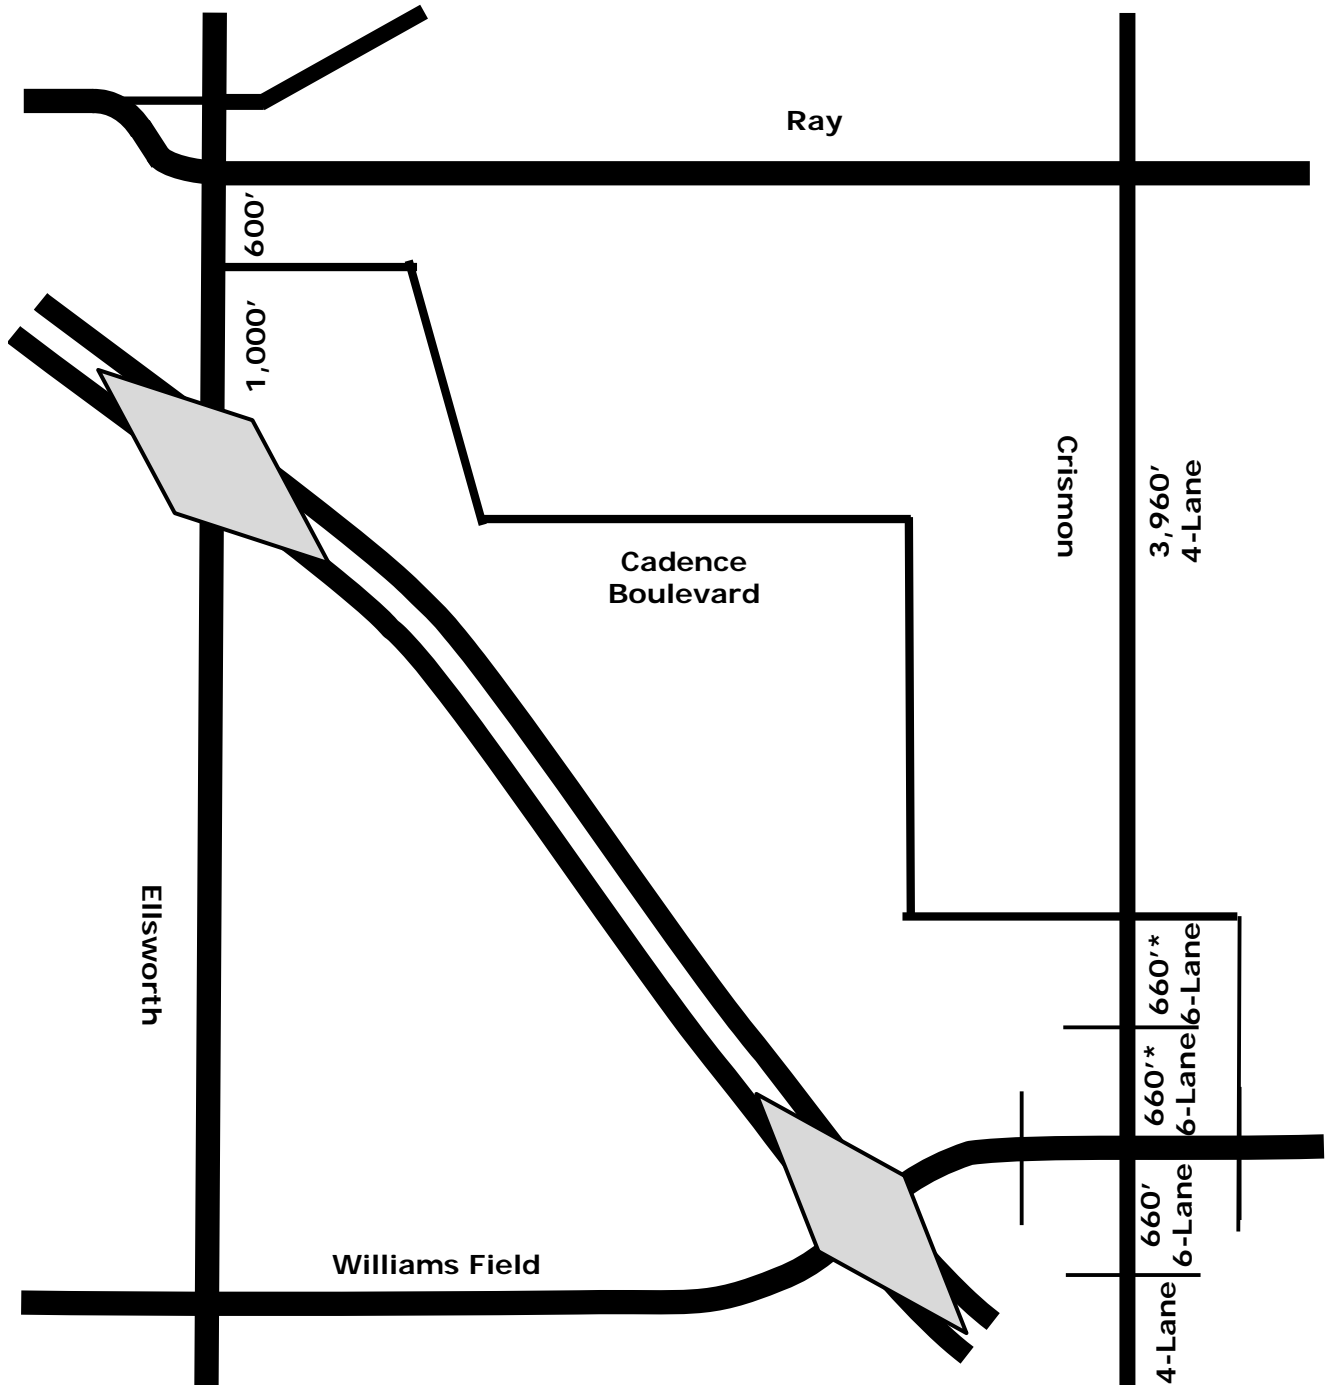 Ray
600’
1,000’
Crismon
3,960’
4-Lane
Cadence
Boulevard
Ellsworth
660’*
6-Lane
660’*
6-Lane
660’
6-Lane
Williams Field
4-Lane